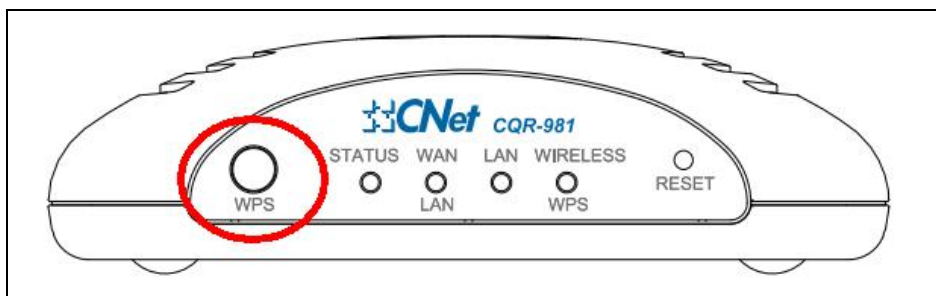 CNet CQR-981
STATUS WAN LAN WIRELESS
WPS LAN WPS RESET